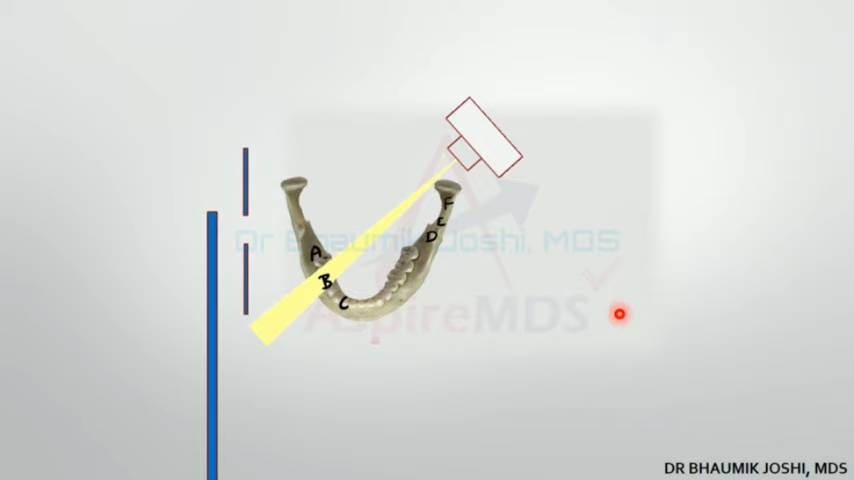 F
C
D
A
B
C
Dr Bhaumik Joshi, MDS
AspireMDS
DR BHAUMIK JOSHI, MDS